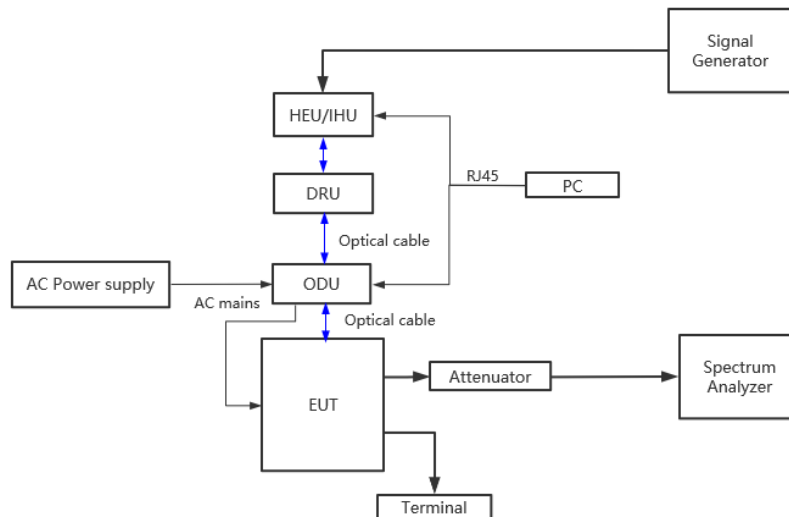 Signal
Generator
HEU/IHU
RJ45
PC
DRU
Optical cable
AC Power supply
ODU
AC mains
Optical cable
Attenuator
Spectrum
Analyzer
EUT
Terminal